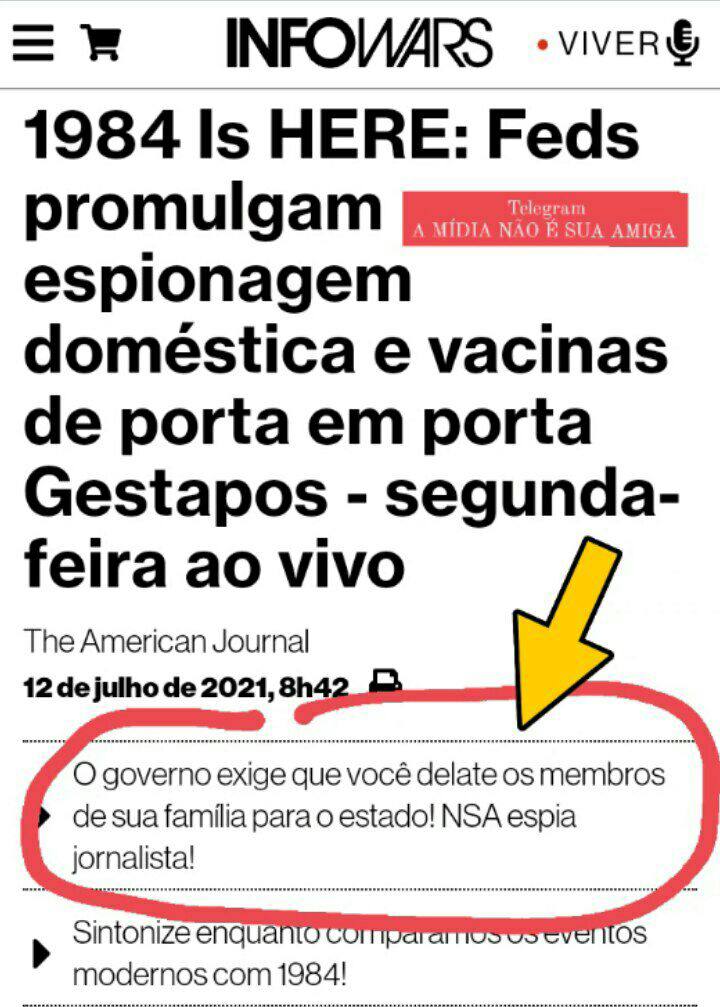 INFOWARS
VIVER
1984 Is HERE: Feds
promulgam
Telegram
A MÍDIA NÃO É SUA AMIGA
espionagem
doméstica e vacinas
de porta em porta
Gestapos - segunda-
feira ao vivo
The American Journal
12 de julho de 2021, 8h42
O governo exige que você delate os membros
de sua família para o estado! NSA espia
jornalista!
Sintonize enquanto comparamos os eventos
modernos com 1984!